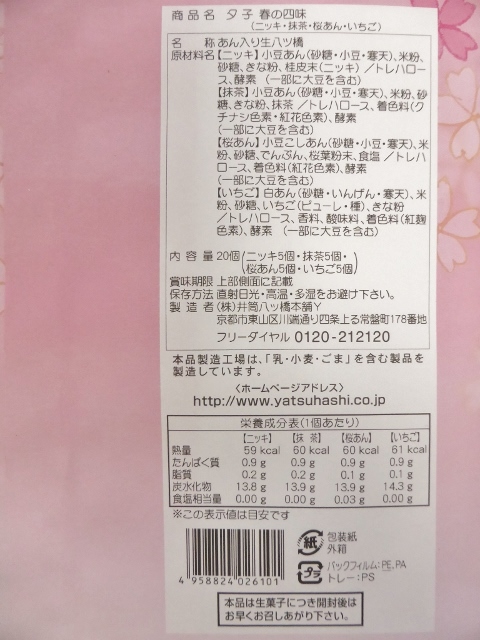 商品名 夕子 春の四味
(ニッキ・抹茶・桜あん・いちご)
名　称 あん入り生八ツ橋
原材料名【ニッキ】小豆あん(砂糖・小豆・寒天)、米粉、
砂糖、きな粉、桂皮末(ニッキ)／トレハロー
ス、酵素 (一部に大豆を含む)
【抹茶】小豆あん(砂糖・小豆・寒天)、米粉、砂
糖、きな粉、抹茶／トレハロース、着色料(ク
チナシ色素・紅花色素)、酵素
(一部に大豆を含む)
【桜あん】小豆こしあん(砂糖・小豆・寒天)、米
粉、砂糖、でんぷん、桜葉粉末、食塩／トレハロ
ース、着色料(紅花色素)、酵素
(一部に大豆を含む)
【いちご】白あん(砂糖・いんげん・寒天)、米
粉、砂糖、いちご(ピューレ・種)、きな粉
／トレハロース、香料、酸味料、着色料(紅麹
色素)、酵素 (一部に大豆を含む)
内容量 20個(ニッキ5個・抹茶5個・
桜あん5個・いちご5個)
賞味期限 上部側面に記載
保存方法 直射日光・高温・多湿をお避け下さい。
製造者 (株)井筒八ッ橋本舗Y
京都市東山区川端通り四条上る常盤町178番地
フリーダイヤル 0120-212120
本品製造工場は、「乳・小麦・ごま」を含む製品を
製造しています。
〈ホームページアドレス〉
http://www.yatsuhashi.co.jp
栄養成分表(1個あたり)
【ニッキ】【抹 茶】【桜あん】【いちご】
熱量 59 kcal 60 kcal 60 kcal 61 kcal
たんぱく質 0.9 g 0.9 g 0.9 g 0.9 g
脂質 0.2 g 0.2 g 0.1 g 0.1 g
炭水化物 13.8 g 13.9 g 13.9 g 14.3 g
食塩相当量 0.00 g 0.00 g 0.03 g 0.00 g
※この表示値は目安です
4 958824 026101
紙 包装紙
外箱
プラ パックフィルム:PE,PA
トレー:PS
本品は生菓子につき開封後は
お早くお召し上がり下さい。